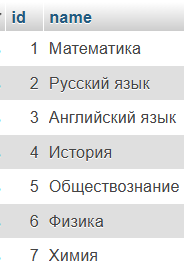 id name
1 Математика
2 Русский язык
3 Английский язык
4 История
5 Обществознание
6 Физика
7 Химия